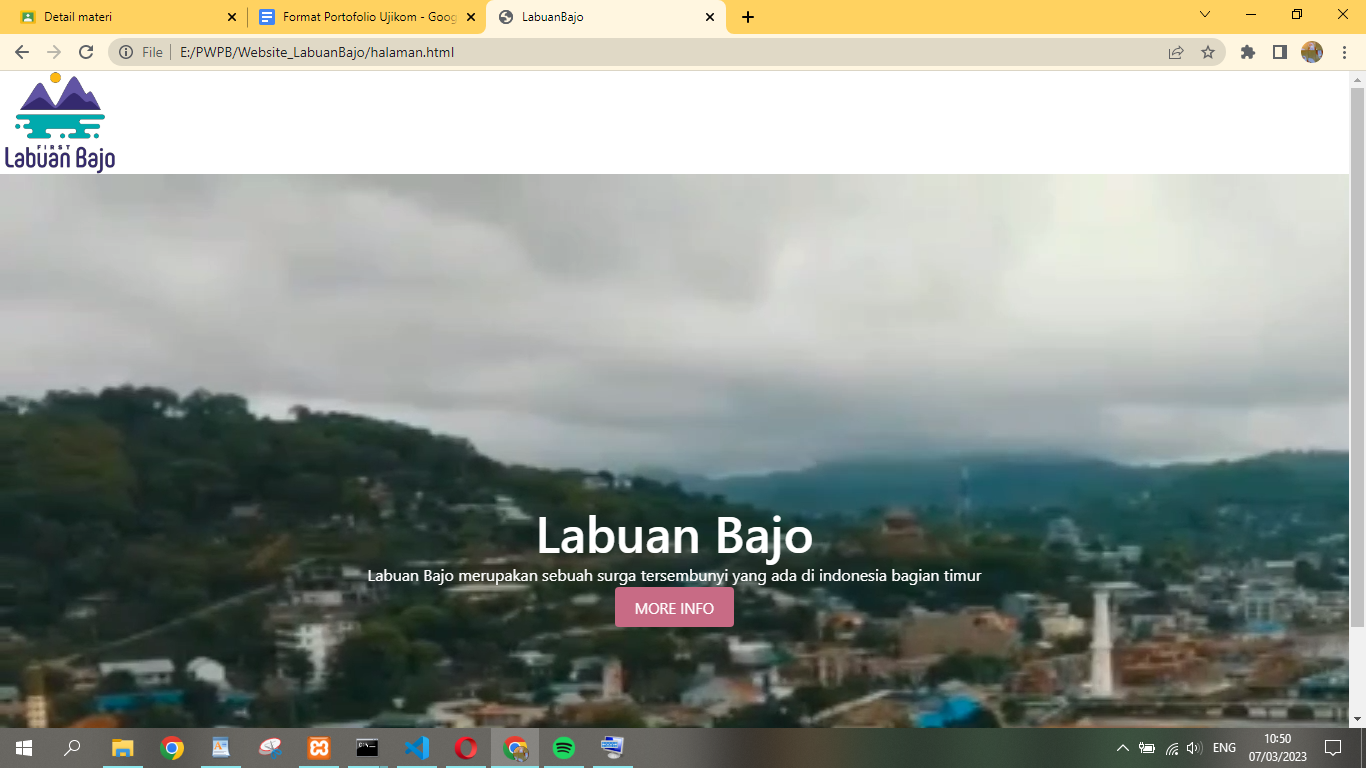 Detail materi
Format Portofolio Ujikom - Goog
LabuanBajo
File
E:/PWPB/Website_LabuanBajo/halaman.html
FIRST
Labuan Bajo
Labuan Bajo
Labuan Bajo merupakan sebuah surga tersembunyi yang ada di indonesia bagian timur
MORE INFO
ENG
10:50
07/03/2023